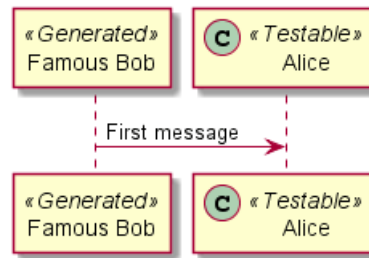 «Generated»
Famous Bob
C «Testable»
Alice
First message
«Generated»
Famous Bob
C «Testable»
Alice